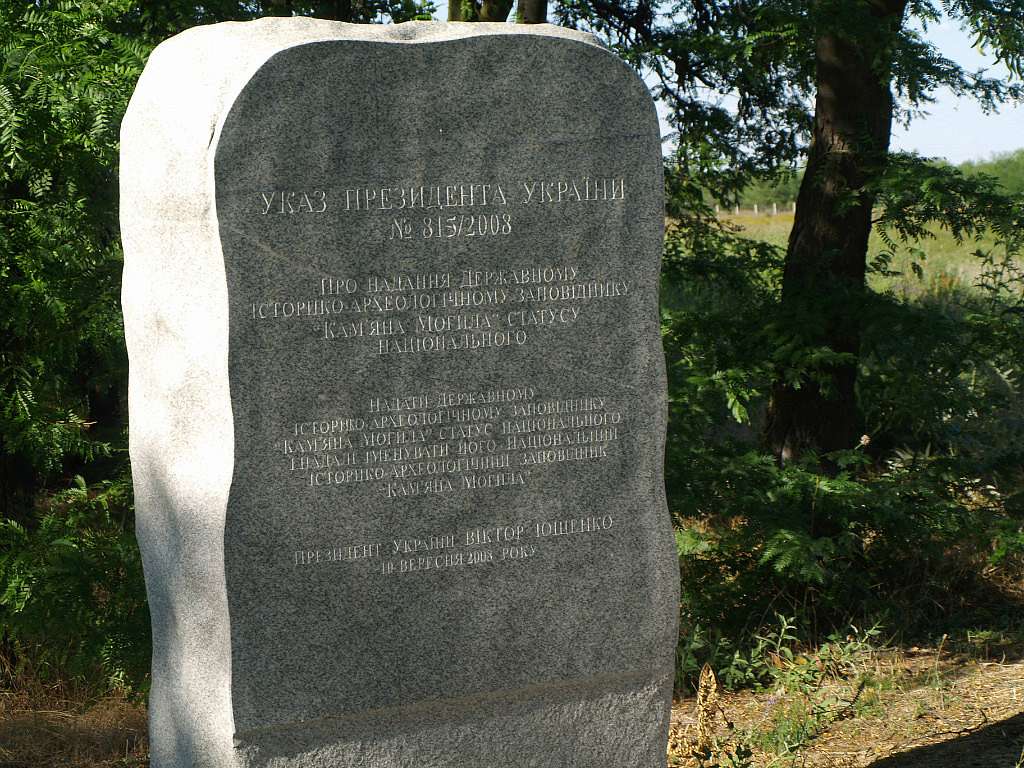 УКАЗ ПРЕЗИДЕНТА УКРАЇНИ
№ 815/2008
Про надання Державному
історико-археологічному заповіднику
"Кам'яна Могила" статусу
національного
Надати Державному
історико-археологічному заповіднику
"Кам'яна Могила" статус національного
і надалі іменувати його Національний
історико-археологічний заповідник
"Кам'яна Могила"
Президент України Віктор Ющенко
10 вересня 2008 року